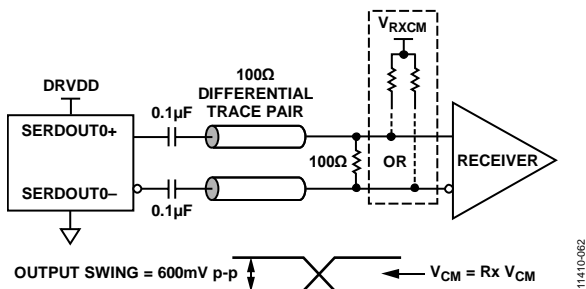 V_RXCM
100Ω
DIFFERENTIAL
TRACE PAIR
DRVDD
0.1µF
SERDOUT0+
100Ω
OR
RECEIVER
SERDOUT0–
0.1µF
OUTPUT SWING = 600mV p-p
V_CM = Rx V_CM
11410-062